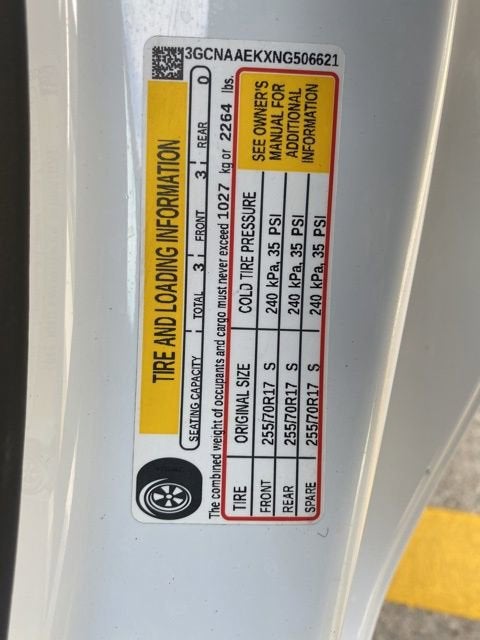 3GCNAAEKXNG506621
TIRE AND LOADING INFORMATION
SEATING CAPACITY : TOTAL 3 : FRONT 3 : REAR 0
The combined weight of occupants and cargo must never exceed 1027 kg or 2264 lbs.
TIRE ORIGINAL SIZE COLD TIRE PRESSURE
FRONT 255/70R17 S 240 kPa, 35 PSI
REAR 255/70R17 S 240 kPa, 35 PSI
SPARE 255/70R17 S 240 kPa, 35 PSI
SEE OWNER'S
MANUAL FOR
ADDITIONAL
INFORMATION